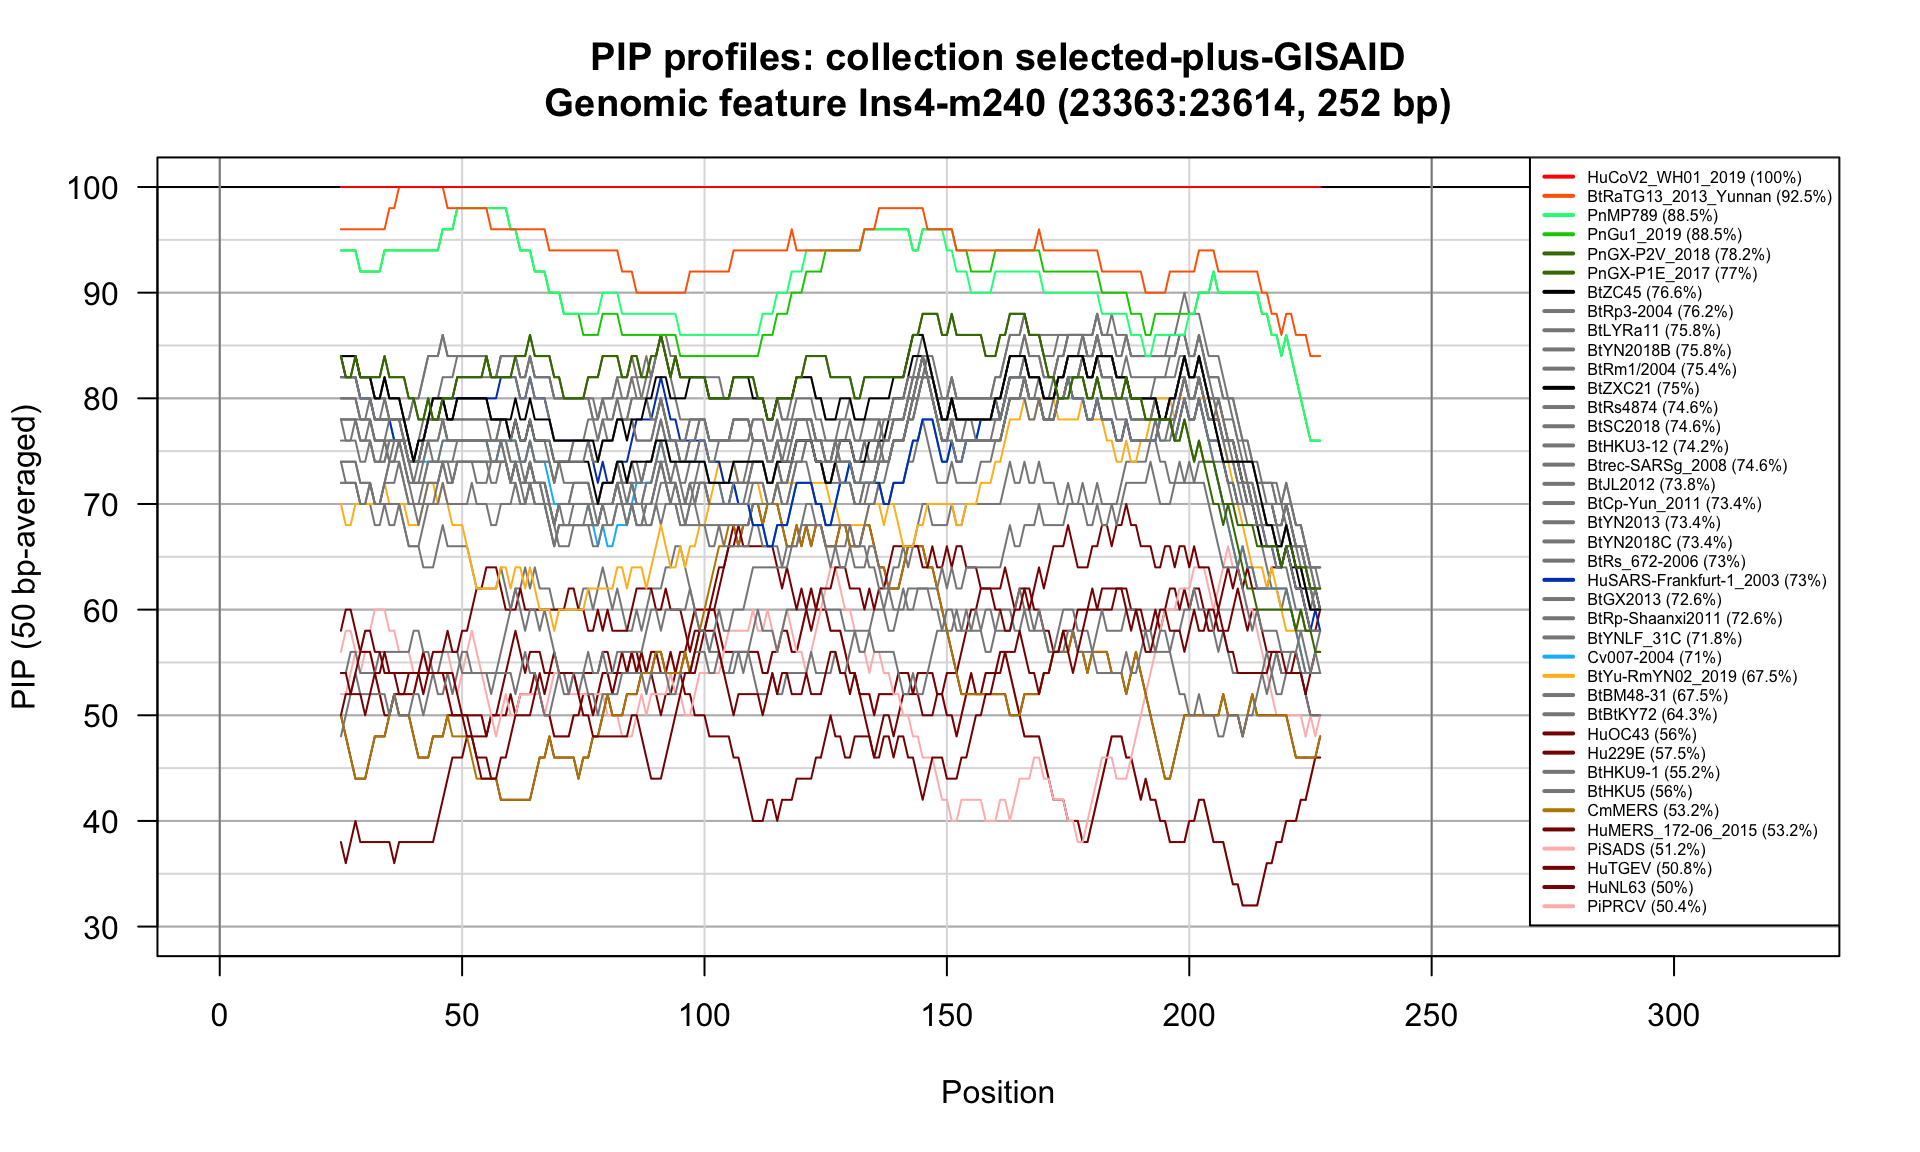 PIP profiles: collection selected-plus-GISAID
Genomic feature Ins4-m240 (23363:23614, 252 bp)
PIP (50 bp-averaged)
100
90
80
70
60
50
40
30
0
50
100
150
200
250
300
Position
HuCoV2_WH01_2019 (100%)
BtRaTG13_2013_Yunnan (92.5%)
PnMP789 (88.5%)
PnGu1_2019 (88.5%)
PnGX-P2V_2018 (78.2%)
PnGX-P1E_2017 (77%)
BtZC45 (76.6%)
BtRp3-2004 (76.2%)
BtLYRa11 (75.8%)
BtYN2018B (75.8%)
BtRm1/2004 (75.4%)
BtZXC21 (75%)
BtRs4874 (74.6%)
BtSC2018 (74.6%)
BtHKU3-12 (74.2%)
Btrec-SARSg_2008 (74.6%)
BtJL2012 (73.8%)
BtCp-Yun_2011 (73.4%)
BtYN2013 (73.4%)
BtYN2018C (73.4%)
BtRs_672-2006 (73%)
HuSARS-Frankfurt-1_2003 (73%)
BtGX2013 (72.6%)
BtRp-Shaanxi2011 (72.6%)
BtYNLF_31C (71.8%)
Cv007-2004 (71%)
BtYu-RmYN02_2019 (67.5%)
BtBM48-31 (67.5%)
BtBtKY72 (64.3%)
HuOC43 (56%)
Hu229E (57.5%)
BtHKU9-1 (55.2%)
BtHKU5 (56%)
CmMERS (53.2%)
HuMERS_172-06_2015 (53.2%)
PiSADS (51.2%)
HuTGEV (50.8%)
HuNL63 (50%)
PiPRCV (50.4%)